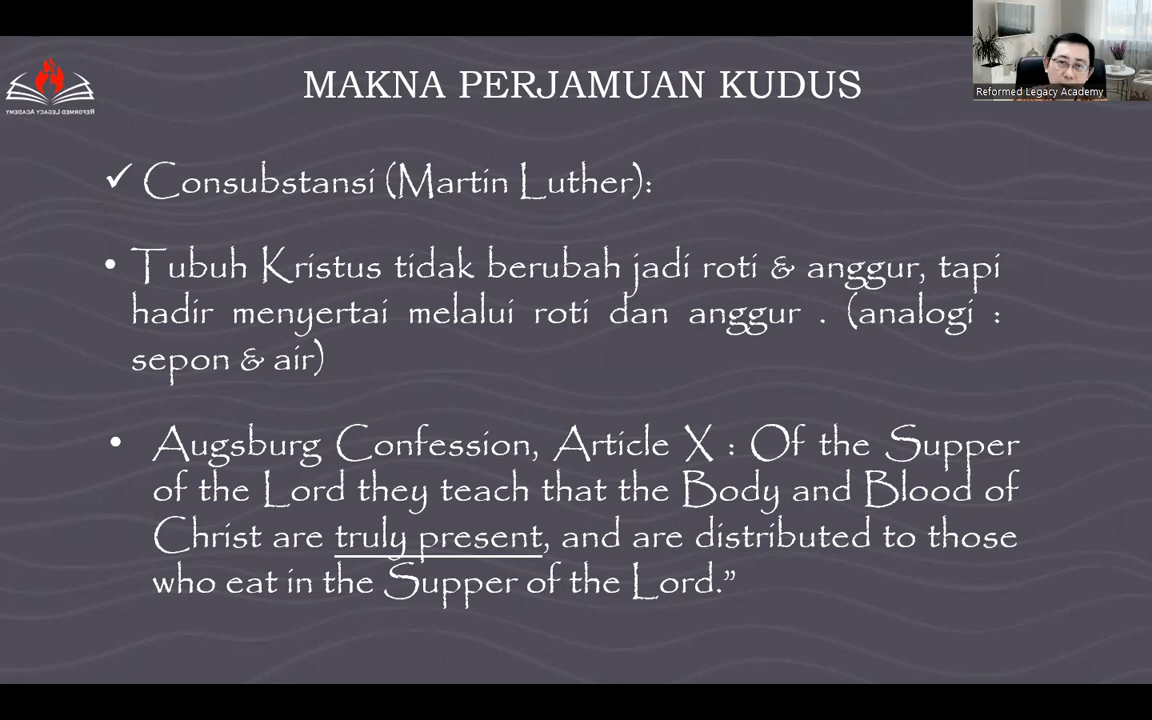 MAKNA PERJAMUAN KUDUS
Reformed Legacy Academy
REFORMED LEGACY ACADEMY
✓ Consubstansi (Martin Luther):
• Tubuh Kristus tidak berubah jadi roti & anggur, tapi
hadir menyertai melalui roti dan anggur . (analogi :
sepon & air)
• Augsburg Confession, Article X : Of the Supper
of the Lord they teach that the Body and Blood of
Christ are truly present, and are distributed to those
who eat in the Supper of the Lord.”